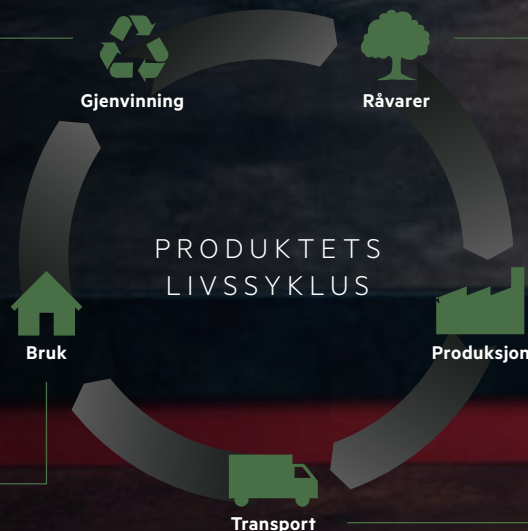 Gjenvinning
Råvarer
PRODUKTETS
LIVSSYKLUS
Bruk
Produksjon
Transport